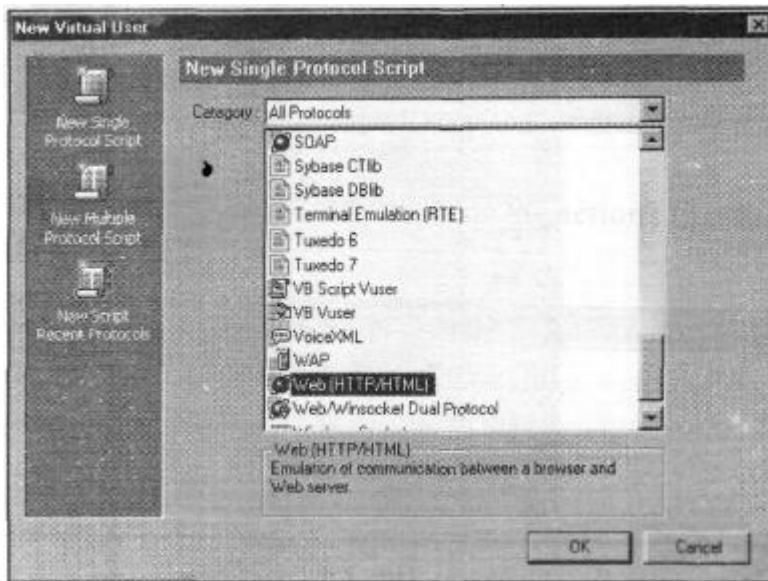 New Virtual User
New Single Protocol Script
New Single
Protocol Script
New Multiple
Protocol Script
New Script
Recent Protocols
Category: All Protocols
SOAP
Sybase CTlib
Sybase DBlib
Terminal Emulation (RTE)
Tuxedo 6
Tuxedo 7
VB Script Vuser
VB Vuser
VoiceXML
WAP
Web (HTTP/HTML)
Web/Winsocket Dual Protocol
Web (HTTP/HTML)
Emulation of communication between a browser and
Web server.
OK Cancel